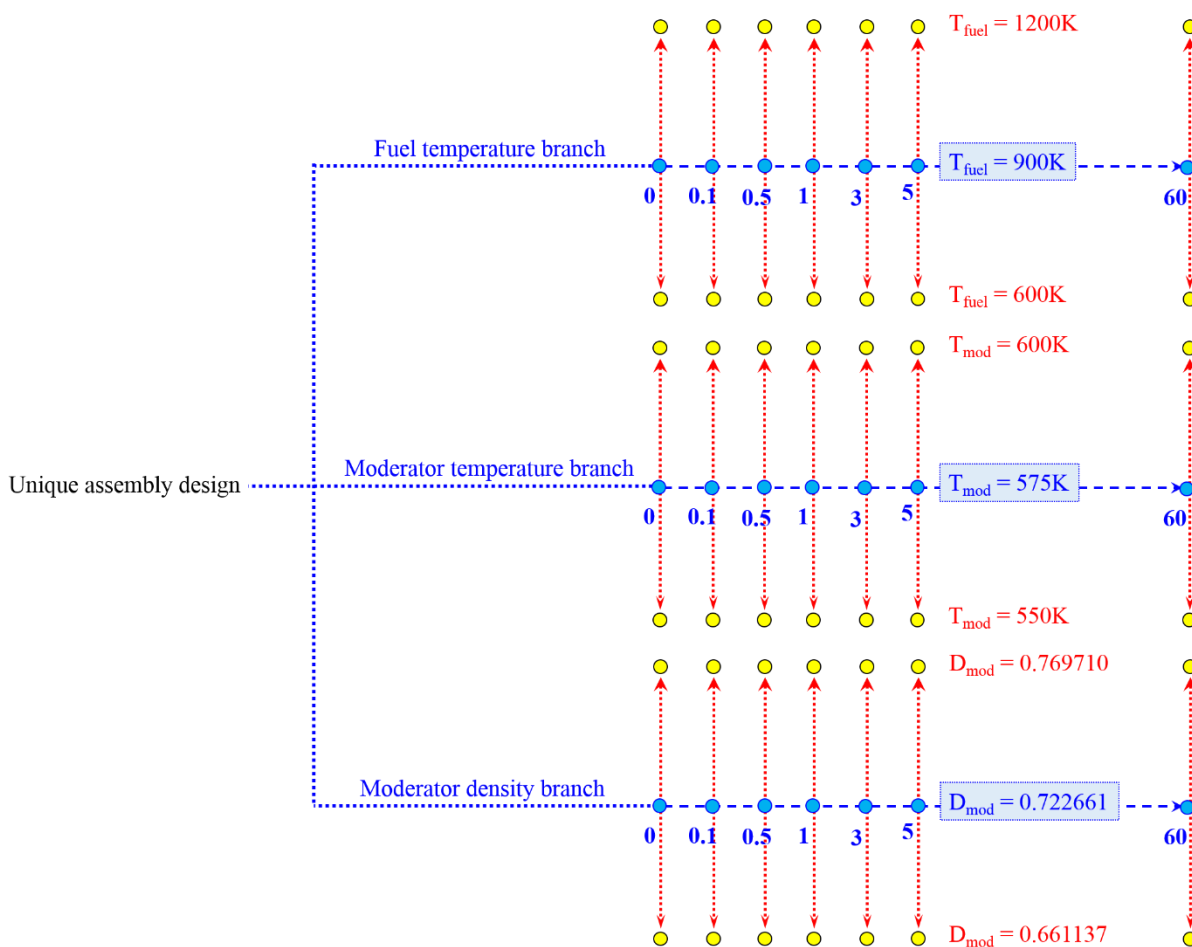 T_fuel = 1200K
Fuel temperature branch
T_fuel = 900K
0 0.1 0.5 1 3 5 60
T_fuel = 600K
T_mod = 600K
Moderator temperature branch
T_mod = 575K
Unique assembly design
0 0.1 0.5 1 3 5 60
T_mod = 550K
D_mod = 0.769710
Moderator density branch
D_mod = 0.722661
0 0.1 0.5 1 3 5 60
D_mod = 0.661137